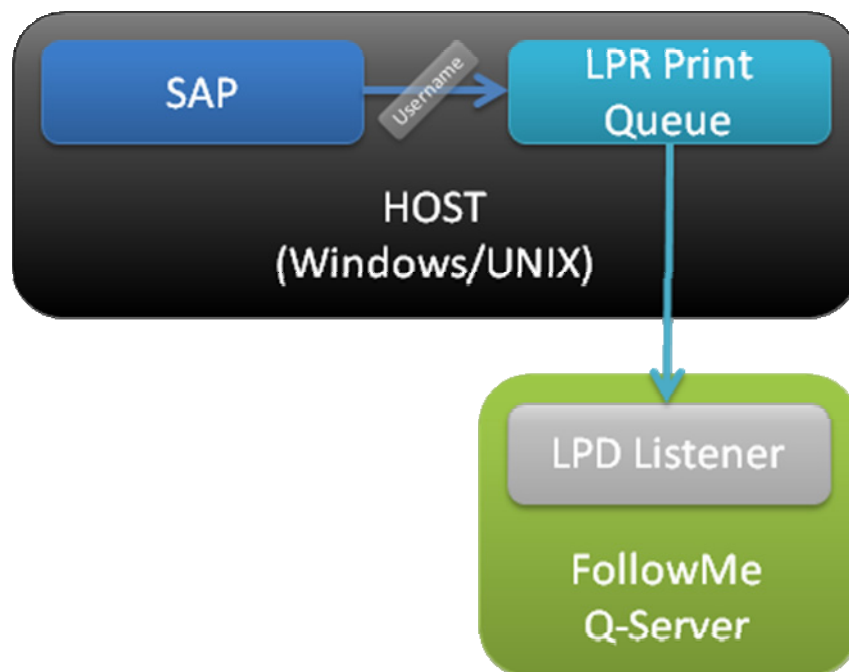 SAP
Username
LPR Print
Queue
HOST
(Windows/UNIX)
LPD Listener
FollowMe
Q-Server